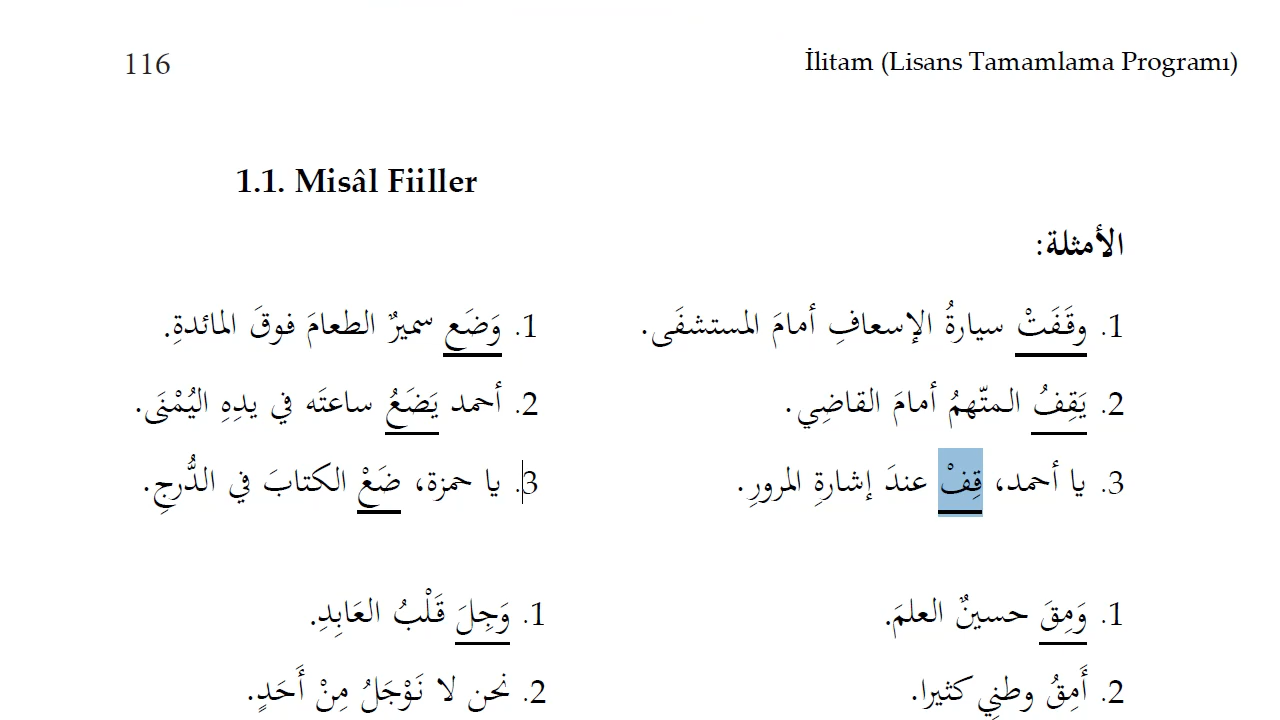 116
İlitam (Lisans Tamamlama Programı)
1.1. Misâl Fiiller
الأمثلة:
1. وقَفَتْ سيارةُ الإسعافِ أمامَ المستشفَى.
2. يَقِفُ المتّهمُ أمامَ القاضِي.
3. يا أحمد، قِفْ عندَ إشارةِ المرورِ.
1. وَضَع سميرٌ الطعامَ فوقَ المائدةِ.
2. أحمد يَضَعُ ساعتَه في يدِهِ اليُمْنَى.
3. يا حمزة، ضَعْ الكتابَ في الدُّرجِ.
1. وَمِقَ حسينٌ العلمَ.
2. أَمِقُ وطنِي كثيرا.
1. وَجِلَ قَلْبُ العَابِدِ.
2. نحن لا نَوْجَلُ مِنْ أَحَدٍ.